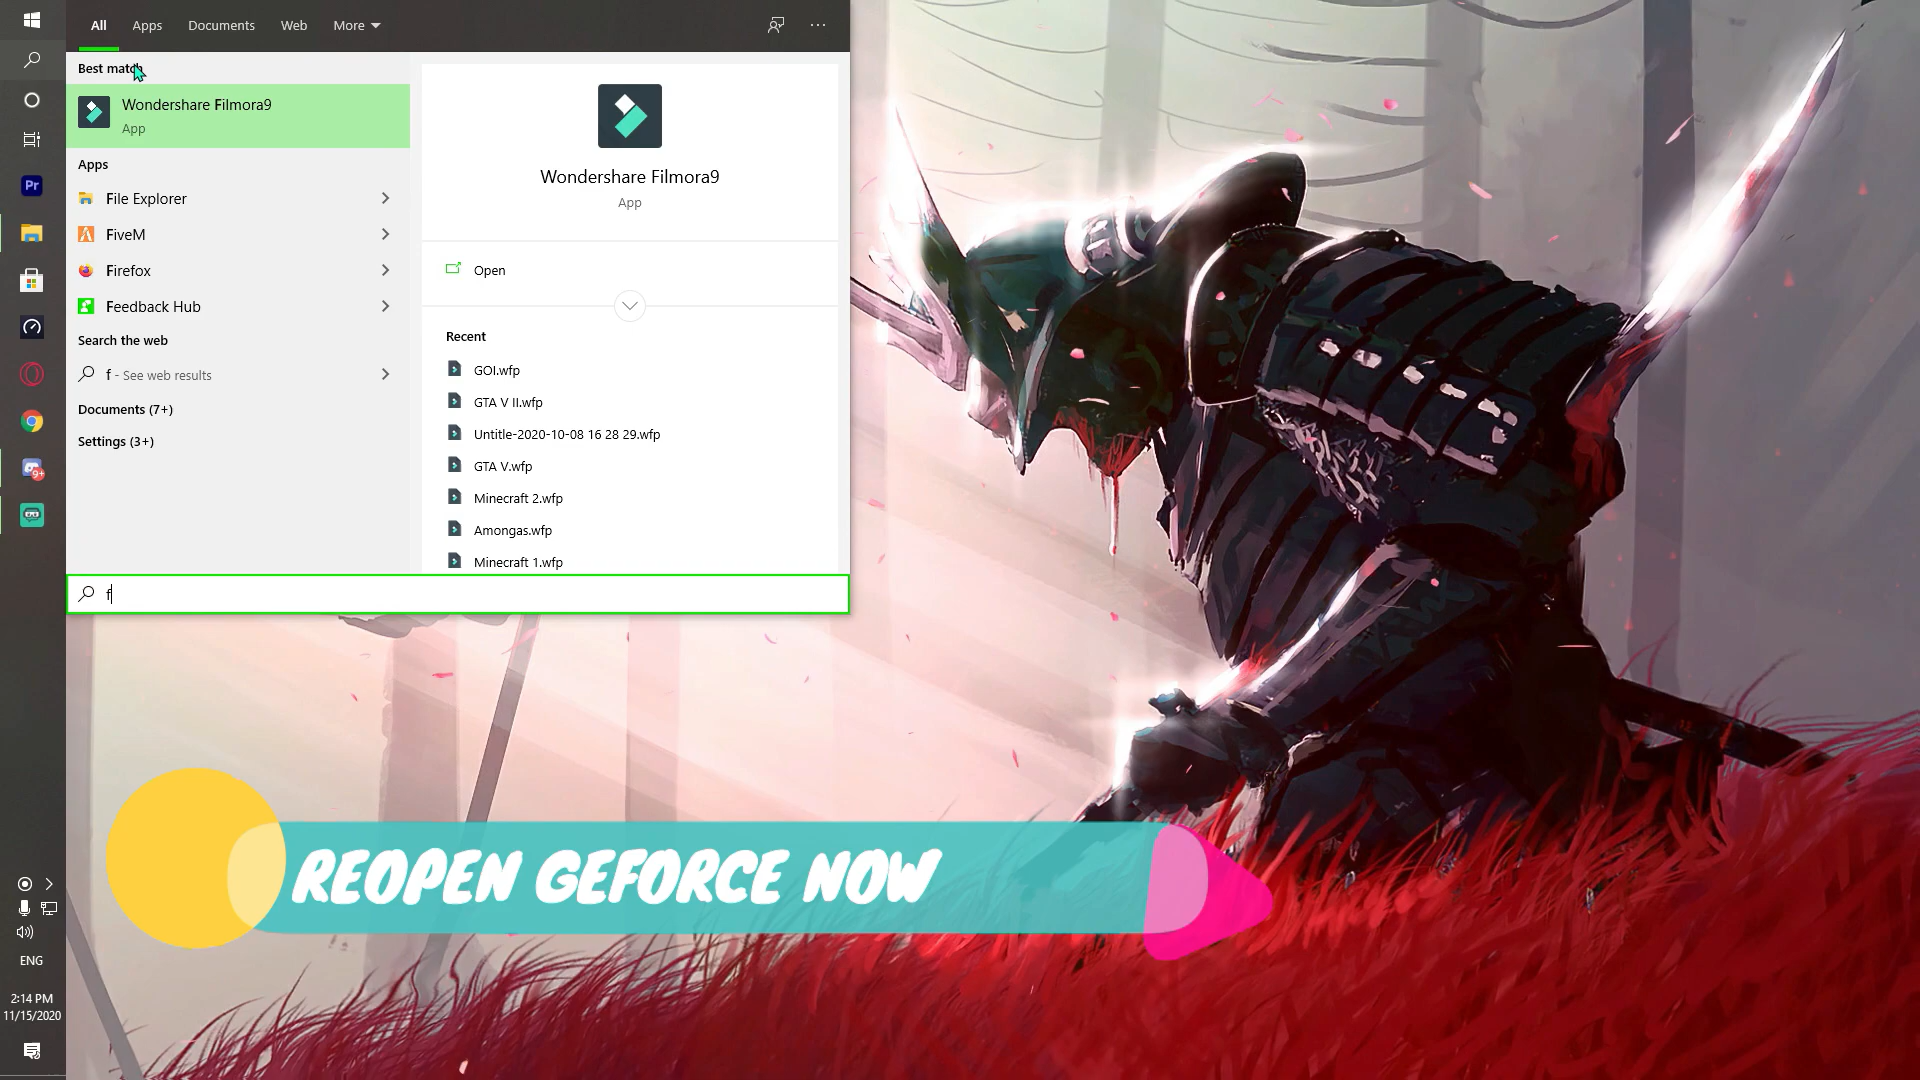 All
Apps
Documents
Web
More
Best match
Wondershare Filmora9
App
Apps
File Explorer
FiveM
Firefox
Feedback Hub
Search the web
f - See web results
Documents (7+)
Settings (3+)
Wondershare Filmora9
App
Open
Recent
GOI.wfp
GTA V II.wfp
Untitle-2020-10-08 16 28 29.wfp
GTA V.wfp
Minecraft 2.wfp
Amongas.wfp
Minecraft 1.wfp
f
Pr
9+
REOPEN GEFORCE NOW
ENG
2:14 PM
11/15/2020